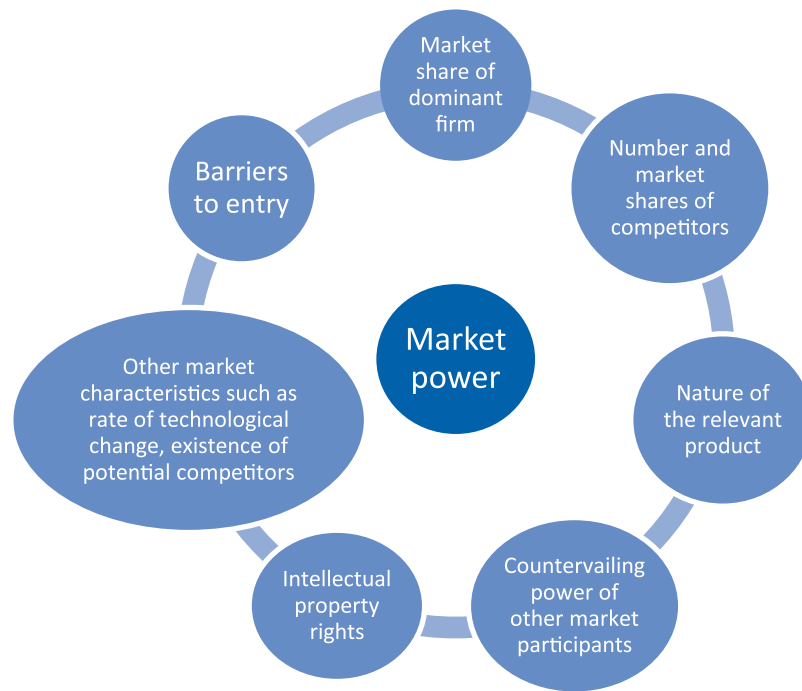 Market
share of
dominant
firm
Number and
market
shares of
competitors
Nature of
the relevant
product
Countervailing
power of
other market
participants
Intellectual
property
rights
Other market
characteristics such as
rate of technological
change, existence of
potential competitors
Barriers
to entry
Market
power